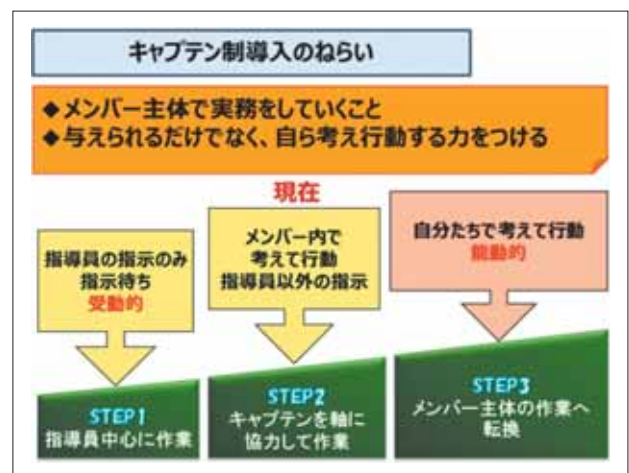 キャプテン制導入のねらい
◆メンバー主体で実務をしていくこと
◆与えられるだけでなく、自ら考え行動する力をつける
現在
指導員の指示のみ
指示待ち
受動的
メンバー内で
考えて行動
指導員以外の指示
自分たちで考えて行動
能動的
STEP1
指導員中心に作業
STEP2
キャプテンを軸に
協力して作業
STEP3
メンバー主体の作業へ
転換